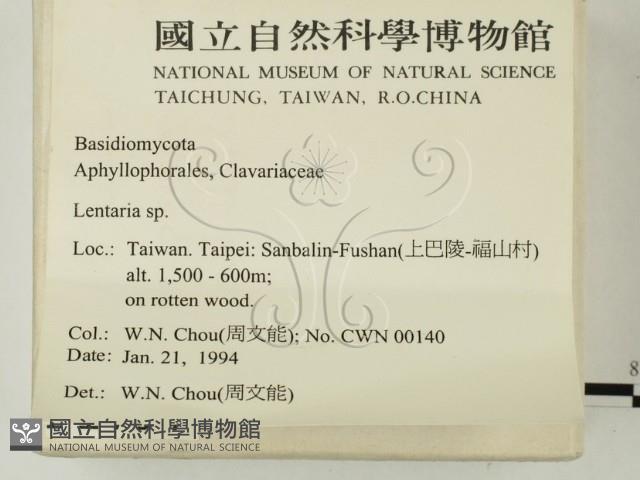 國立自然科學博物館
NATIONAL MUSEUM OF NATURAL SCIENCE
TAICHUNG, TAIWAN, R.O.CHINA
Basidiomycota
Aphyllophorales, Clavariaceae
Lentaria sp.
Loc.: Taiwan. Taipei: Sanbalin-Fushan(上巴陵-福山村)
alt. 1,500 - 600m;
on rotten wood.
Col.: W.N. Chou(周文能); No. CWN 00140
Date: Jan. 21, 1994
Det.: W.N. Chou(周文能)
8
國立自然科學博物館
NATIONAL MUSEUM OF NATURAL SCIENCE